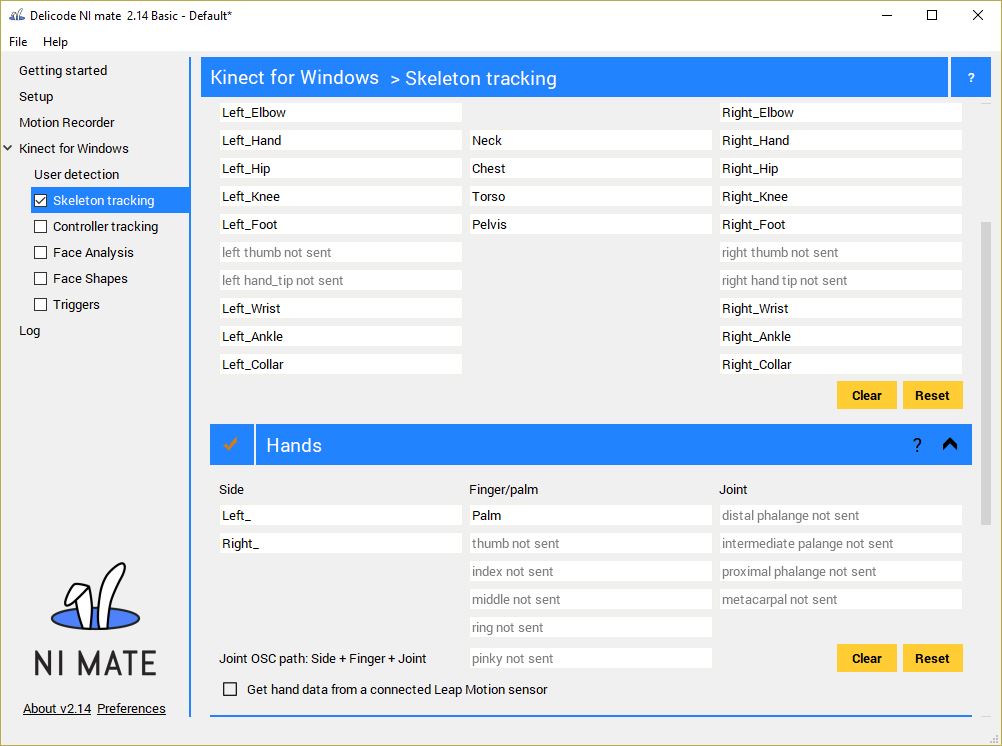 Delicode NI mate 2.14 Basic - Default*
File Help
Getting started
Setup
Motion Recorder
Kinect for Windows
User detection
Skeleton tracking
Controller tracking
Face Analysis
Face Shapes
Triggers
Log
NI MATE
About v2.14 Preferences
Kinect for Windows > Skeleton tracking ?
Left_Elbow Right_Elbow
Left_Hand Neck Right_Hand
Left_Hip Chest Right_Hip
Left_Knee Torso Right_Knee
Left_Foot Pelvis Right_Foot
left thumb not sent right thumb not sent
left hand_tip not sent right hand tip not sent
Left_Wrist Right_Wrist
Left_Ankle Right_Ankle
Left_Collar Right_Collar
Clear Reset
Hands ?
Side Finger/palm Joint
Left_ Palm distal phalange not sent
Right_ thumb not sent intermediate palange not sent
index not sent proximal phalange not sent
middle not sent metacarpal not sent
ring not sent
Joint OSC path: Side + Finger + Joint pinky not sent Clear Reset
Get hand data from a connected Leap Motion sensor